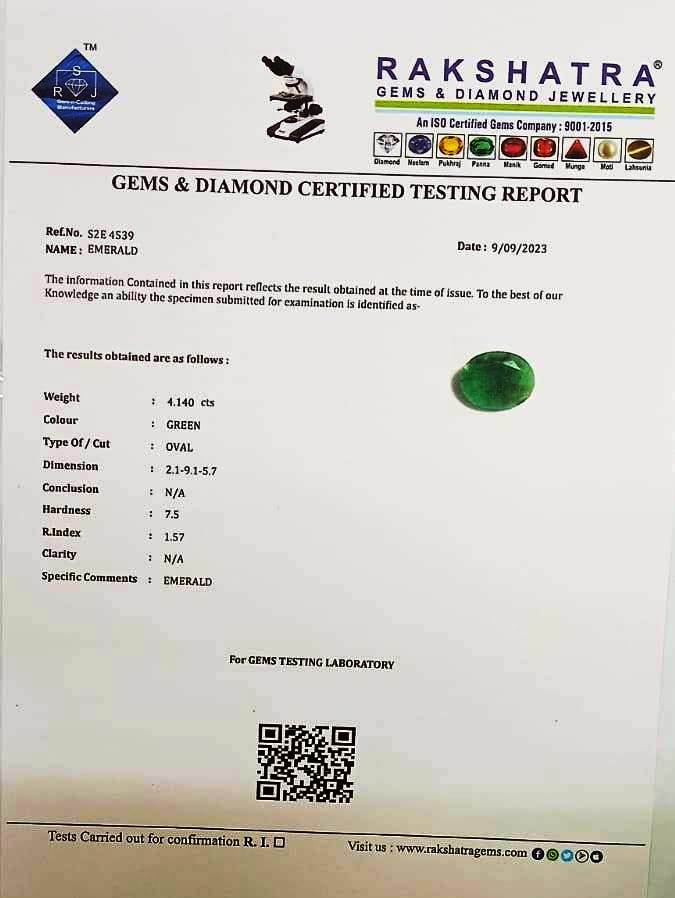 TM
S
R J
Gems-n-Cutting
Manufacturers
RAKSHATRA®
GEMS & DIAMOND JEWELLERY
An ISO Certified Gems Company : 9001-2015
Diamond Neelam Pukhraj Panna Manik Gomed Munga Moti Lahsunia
GEMS & DIAMOND CERTIFIED TESTING REPORT
Ref.No. S2E 4539
NAME : EMERALD
Date : 9/09/2023
The information Contained in this report reflects the result obtained at the time of issue. To the best of our
Knowledge an ability the specimen submitted for examination is identified as-
The results obtained are as follows :
Weight : 4.140 cts
Colour : GREEN
Type Of / Cut : OVAL
Dimension : 2.1-9.1-5.7
Conclusion : N/A
Hardness : 7.5
R.Index : 1.57
Clarity : N/A
Specific Comments : EMERALD
For GEMS TESTING LABORATORY
Tests Carried out for confirmation R. I. ☐
Visit us : www.rakshatragems.com